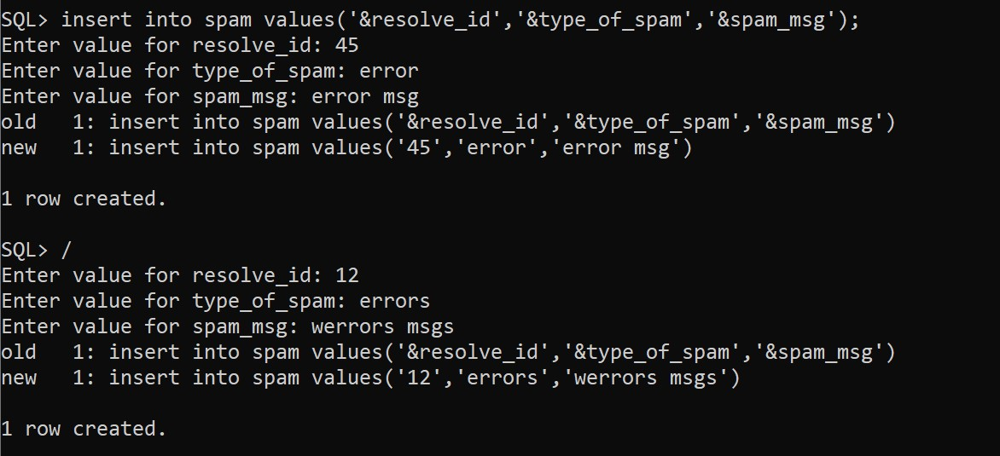 SQL> insert into spam values('&resolve_id','&type_of_spam','&spam_msg');
Enter value for resolve_id: 45
Enter value for type_of_spam: error
Enter value for spam_msg: error msg
old   1: insert into spam values('&resolve_id','&type_of_spam','&spam_msg')
new   1: insert into spam values('45','error','error msg')
1 row created.
SQL> /
Enter value for resolve_id: 12
Enter value for type_of_spam: errors
Enter value for spam_msg: werrors msgs
old   1: insert into spam values('&resolve_id','&type_of_spam','&spam_msg')
new   1: insert into spam values('12','errors','werrors msgs')
1 row created.